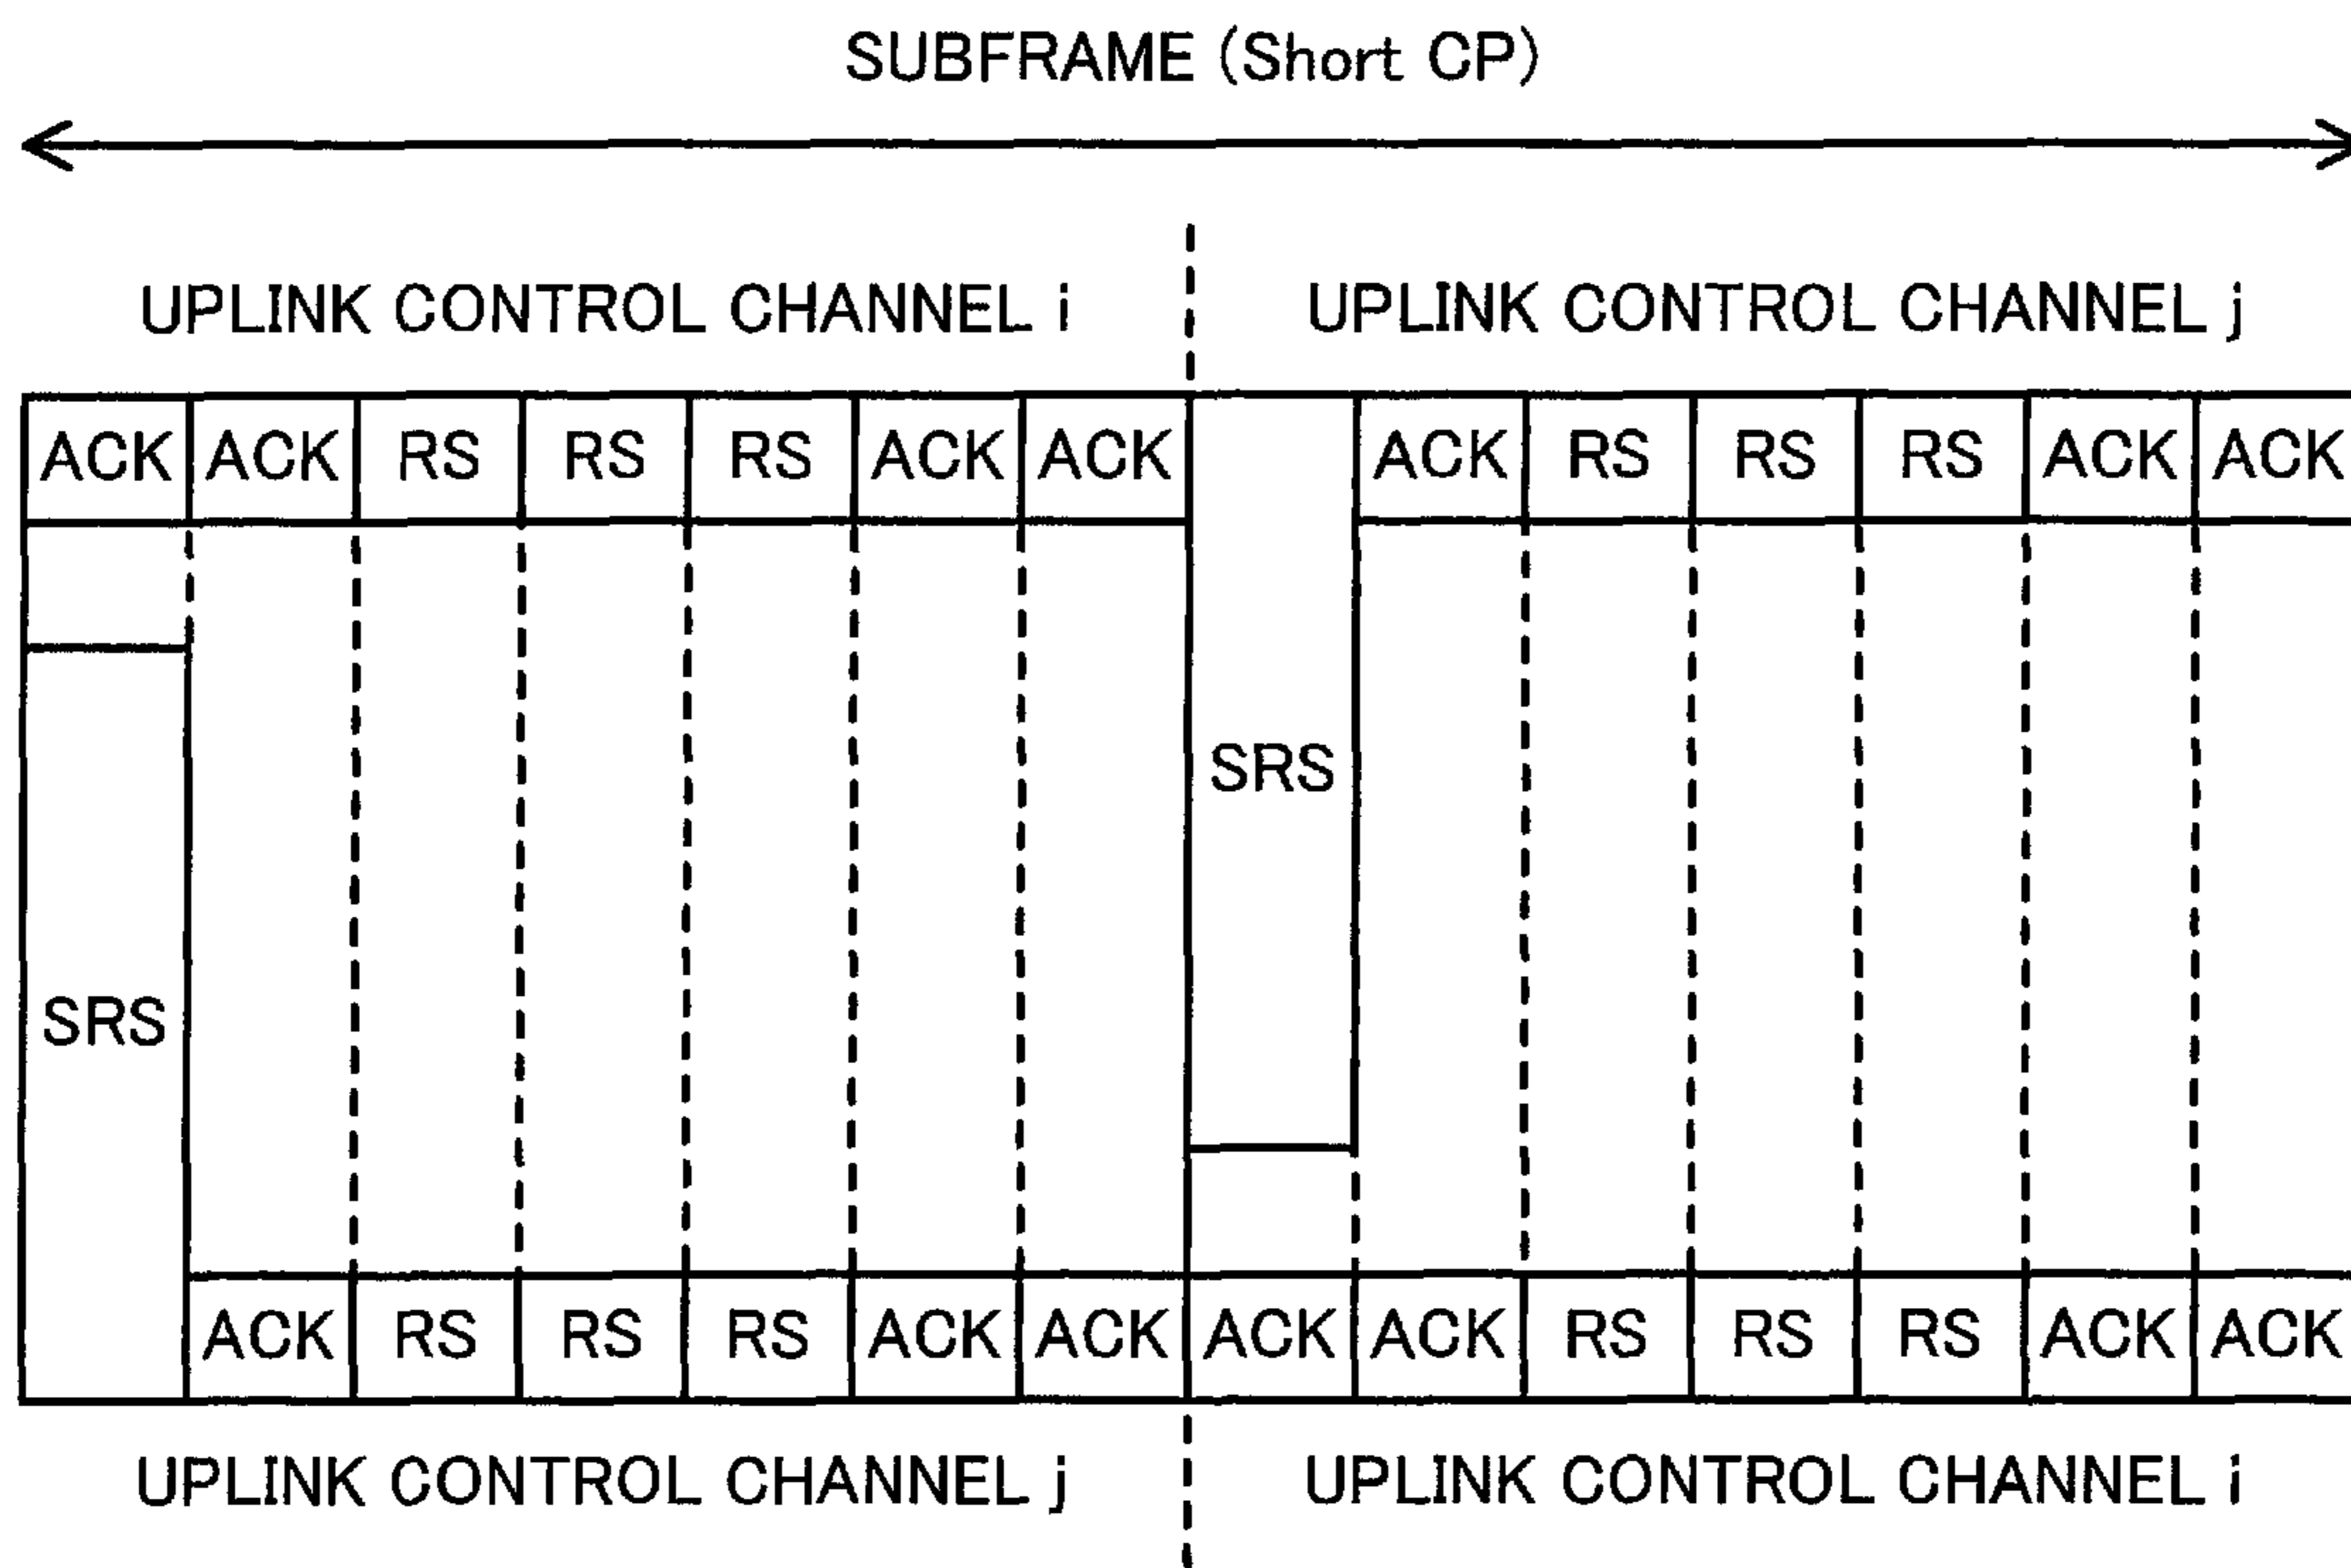 SUBFRAME (Short CP)
UPLINK CONTROL CHANNEL i UPLINK CONTROL CHANNEL j
ACK ACK RS RS RS ACK ACK ACK RS RS RS ACK ACK
SRS
SRS
ACK RS RS RS ACK ACK ACK ACK RS RS RS ACK ACK
UPLINK CONTROL CHANNEL j UPLINK CONTROL CHANNEL i